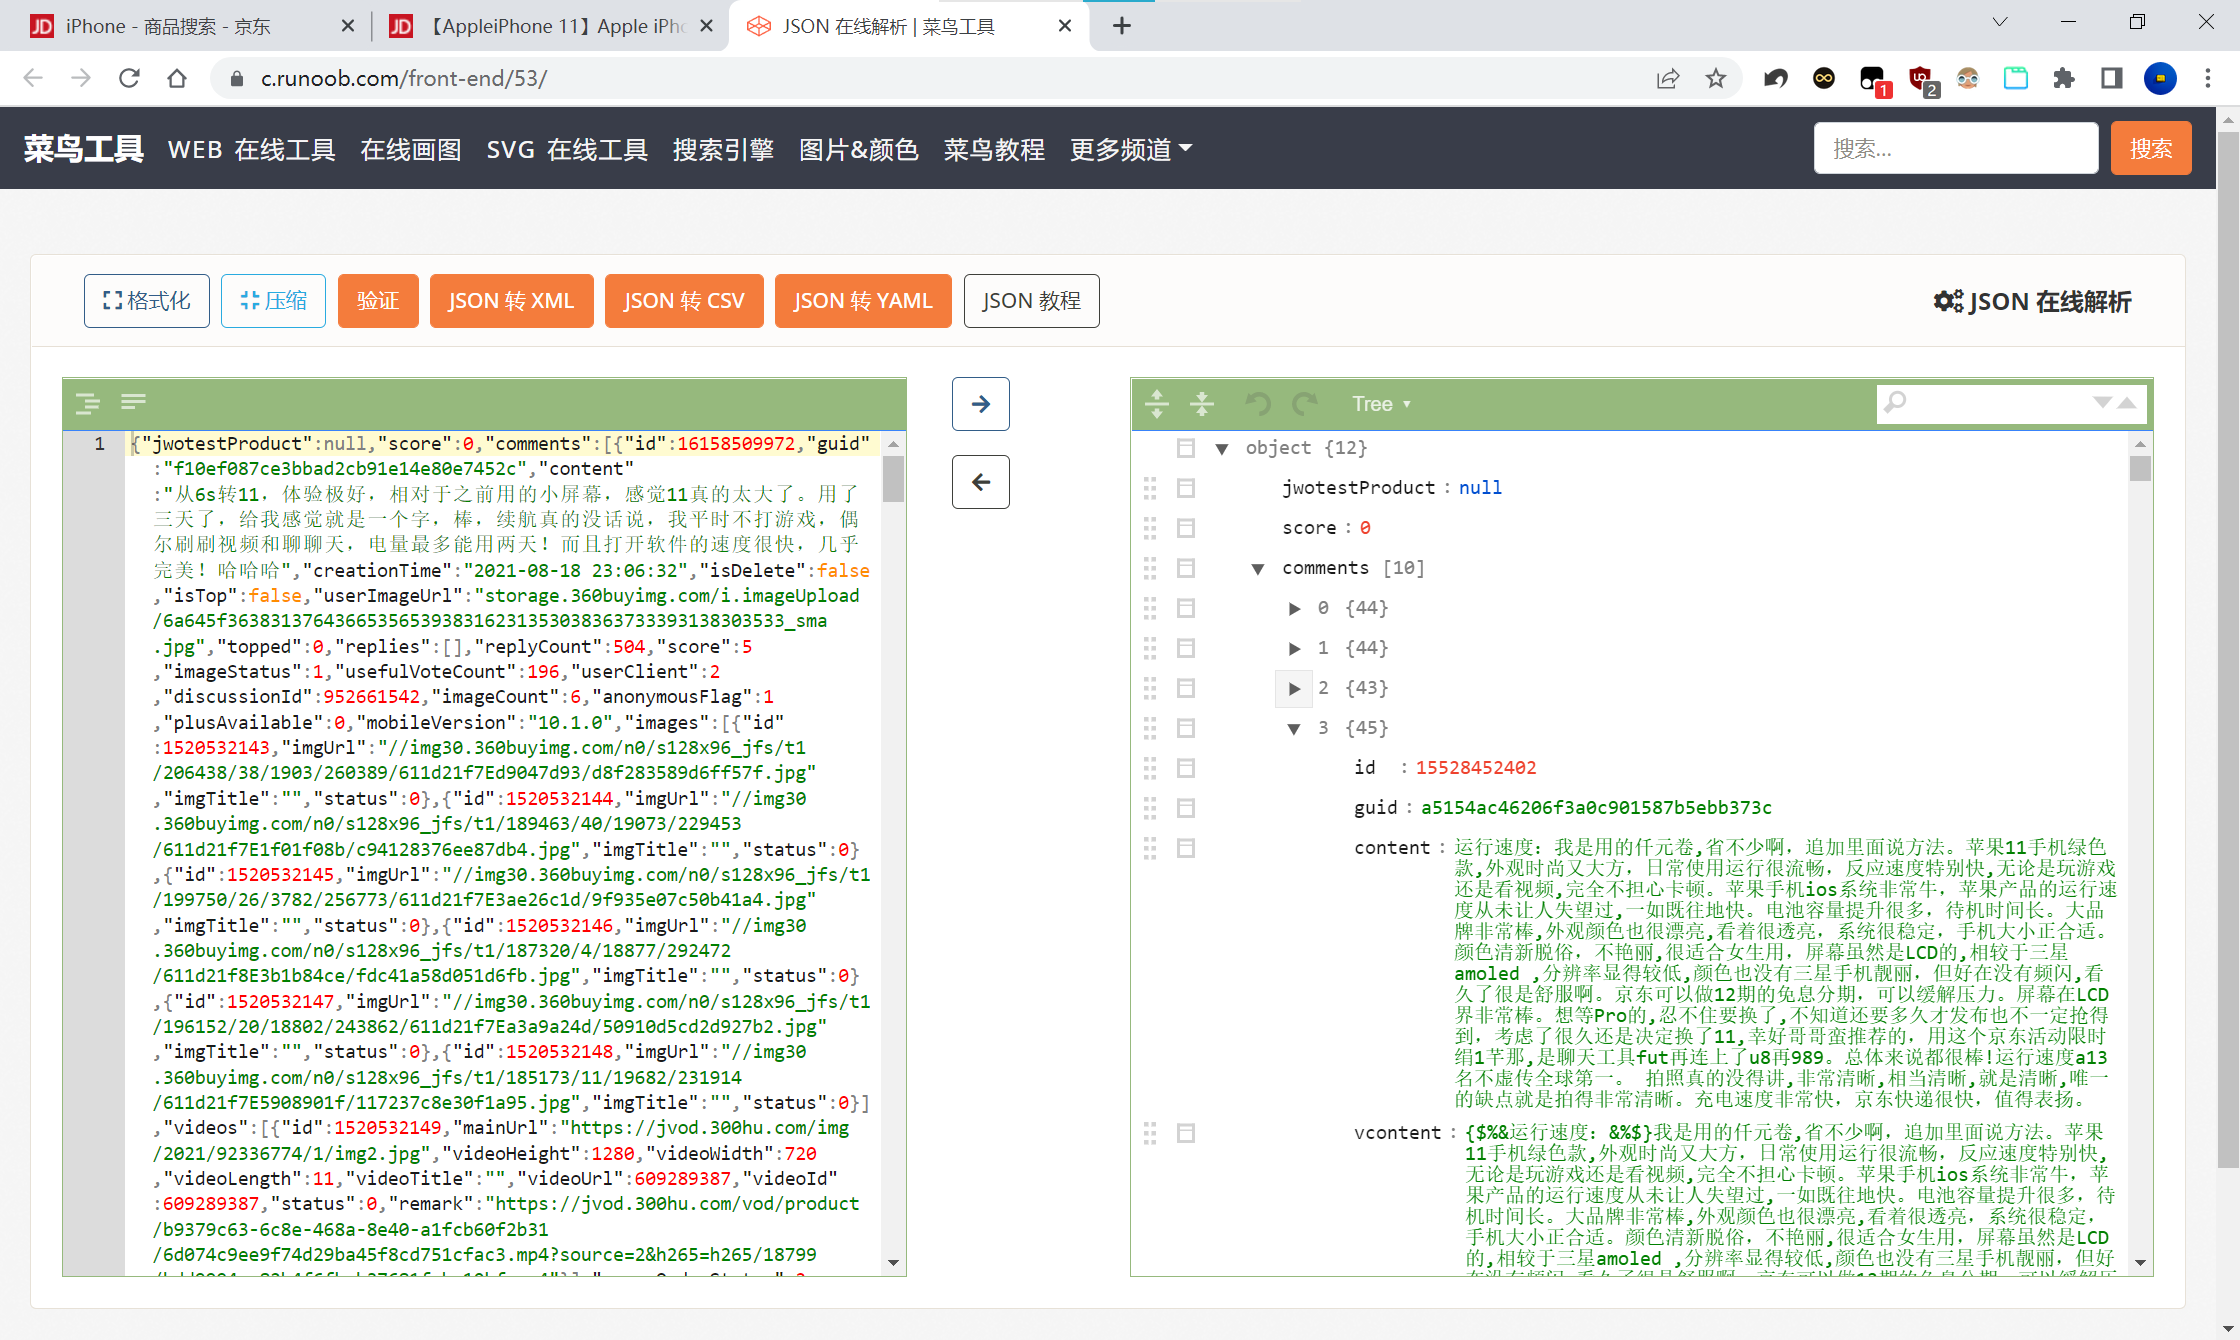 iPhone - 商品搜索 - 京东
【AppleiPhone 11】Apple iPho
JSON 在线解析 | 菜鸟工具
c.runoob.com/front-end/53/
1
2
菜鸟工具 WEB 在线工具 在线画图 SVG 在线工具 搜索引擎 图片&颜色 菜鸟教程 更多频道
搜索...
搜索
格式化
压缩
验证
JSON 转 XML
JSON 转 CSV
JSON 转 YAML
JSON 教程
JSON 在线解析
1
{"jwotestProduct":null,"score":0,"comments":[{"id":16158509972,"guid"
:"f10ef087ce3bbad2cb91e14e80e7452c","content"
:"从6s转11，体验极好，相对于之前用的小屏幕，感觉11真的太大了。用了
三天了，给我感觉就是一个字，棒，续航真的没话说，我平时不打游戏，偶
尔刷刷视频和聊聊天，电量最多能用两天！而且打开软件的速度很快，几乎
完美！哈哈哈","creationTime":"2021-08-18 23:06:32","isDelete":false
,"isTop":false,"userImageUrl":"storage.360buyimg.com/i.imageUpload
/6a645f3638313764366535653938316231353038363733393138303533_sma
.jpg","topped":0,"replies":[],"replyCount":504,"score":5
,"imageStatus":1,"usefulVoteCount":196,"userClient":2
,"discussionId":952661542,"imageCount":6,"anonymousFlag":1
,"plusAvailable":0,"mobileVersion":"10.1.0","images":[{"id"
:1520532143,"imgUrl":"//img30.360buyimg.com/n0/s128x96_jfs/t1
/206438/38/1903/260389/611d21f7Ed9047d93/d8f283589d6ff57f.jpg"
,"imgTitle":"","status":0},{"id":1520532144,"imgUrl":"//img30
.360buyimg.com/n0/s128x96_jfs/t1/189463/40/19073/229453
/611d21f7E1f01f08b/c94128376ee87db4.jpg","imgTitle":"","status":0}
,{"id":1520532145,"imgUrl":"//img30.360buyimg.com/n0/s128x96_jfs/t1
/199750/26/3782/256773/611d21f7E3ae26c1d/9f935e07c50b41a4.jpg"
,"imgTitle":"","status":0},{"id":1520532146,"imgUrl":"//img30
.360buyimg.com/n0/s128x96_jfs/t1/187320/4/18877/292472
/611d21f8E3b1b84ce/fdc41a58d051d6fb.jpg","imgTitle":"","status":0}
,{"id":1520532147,"imgUrl":"//img30.360buyimg.com/n0/s128x96_jfs/t1
/196152/20/18802/243862/611d21f7Ea3a9a24d/50910d5cd2d927b2.jpg"
,"imgTitle":"","status":0},{"id":1520532148,"imgUrl":"//img30
.360buyimg.com/n0/s128x96_jfs/t1/185173/11/19682/231914
/611d21f7E5908901f/117237c8e30f1a95.jpg","imgTitle":"","status":0}]
,"videos":[{"id":1520532149,"mainUrl":"https://jvod.300hu.com/img
/2021/92336774/1/img2.jpg","videoHeight":1280,"videoWidth":720
,"videoLength":11,"videoTitle":"","videoUrl":609289387,"videoId"
:609289387,"status":0,"remark":"https://jvod.300hu.com/vod/product
/b9379c63-6c8e-468a-8e40-a1fcb60f2b31
/6d074c9ee9f74d29ba45f8cd751cfac3.mp4?source=2&h265=h265/18799
Tree
object {12}
jwotestProduct : null
score : 0
comments [10]
0 {44}
1 {44}
2 {43}
3 {45}
id : 15528452402
guid : a5154ac46206f3a0c901587b5ebb373c
content : 运行速度：我是用的仟元卷,省不少啊，追加里面说方法。苹果11手机绿色
款,外观时尚又大方，日常使用运行很流畅，反应速度特别快,无论是玩游戏
还是看视频,完全不担心卡顿。苹果手机ios系统非常牛，苹果产品的运行速
度从未让人失望过,一如既往地快。电池容量提升很多，待机时间长。大品
牌非常棒,外观颜色也很漂亮,看着很透亮，系统很稳定，手机大小正合适。
颜色清新脱俗，不艳丽,很适合女生用，屏幕虽然是LCD的,相较于三星
amoled ,分辨率显得较低,颜色也没有三星手机靓丽，但好在没有频闪,看
久了很是舒服啊。京东可以做12期的免息分期，可以缓解压力。屏幕在LCD
界非常棒。想等Pro的,忍不住要换了,不知道还要多久才发布也不一定抢得
到，考虑了很久还是决定换了11,幸好哥哥蛮推荐的，用这个京东活动限时
绢1芉那,是聊天工具fut再连上了u8再989。总体来说都很棒!运行速度a13
名不虚传全球第一。 拍照真的没得讲,非常清晰,相当清晰,就是清晰,唯一
的缺点就是拍得非常清晰。充电速度非常快，京东快递很快，值得表扬。
vcontent : {$%&&运行速度：&%$}我是用的仟元卷,省不少啊，追加里面说方法。苹果
11手机绿色款,外观时尚又大方，日常使用运行很流畅，反应速度特别快,
无论是玩游戏还是看视频,完全不担心卡顿。苹果手机ios系统非常牛，苹
果产品的运行速度从未让人失望过,一如既往地快。电池容量提升很多，待
机时间长。大品牌非常棒,外观颜色也很漂亮,看着很透亮，系统很稳定，
手机大小正合适。颜色清新脱俗，不艳丽,很适合女生用，屏幕虽然是LCD
的,相较于三星amoled ,分辨率显得较低,颜色也没有三星手机靓丽，但好